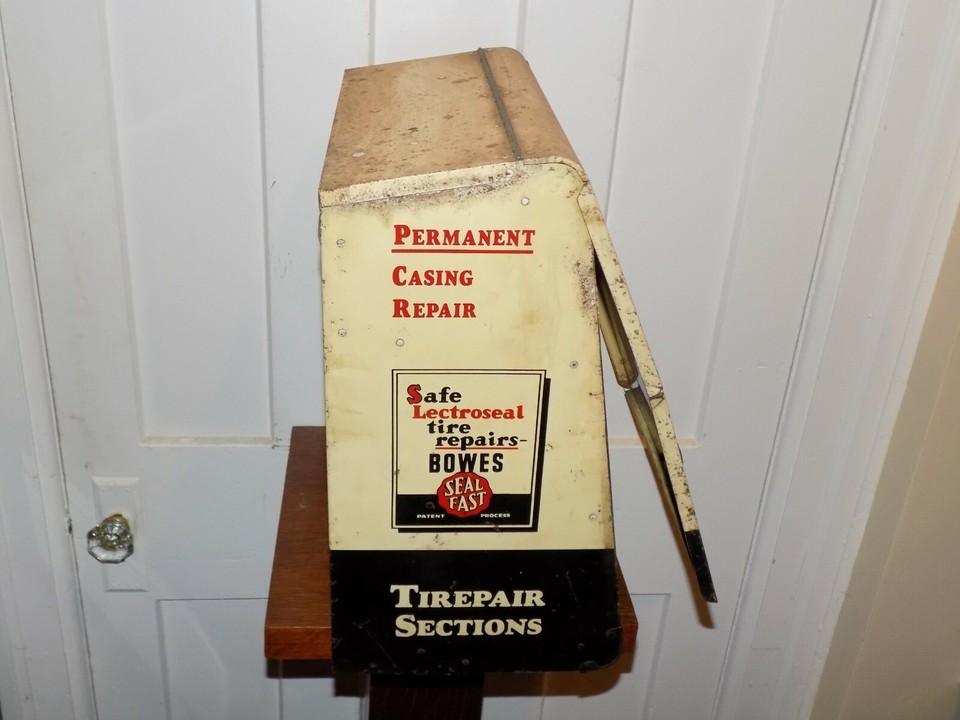 PERMANENT
CASING
REPAIR
Safe
Lectroseal
tire
repairs-
BOWES
SEAL
FAST
PATENT PROCESS
TIREPAIR
SECTIONS